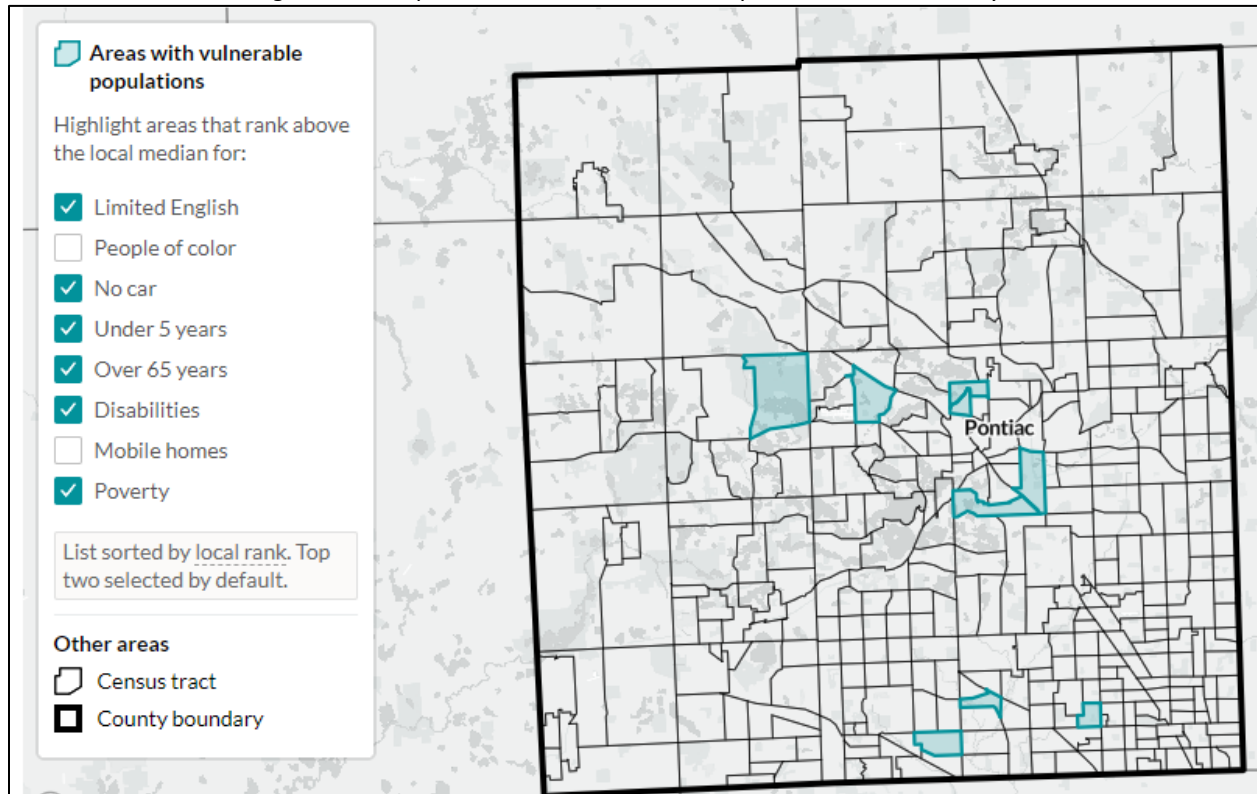 Areas with vulnerable
populations
Highlight areas that rank above
the local median for:
Limited English
People of color
No car
Under 5 years
Over 65 years
Disabilities
Mobile homes
Poverty
List sorted by local rank. Top
two selected by default.
Other areas
Census tract
County boundary
Pontiac